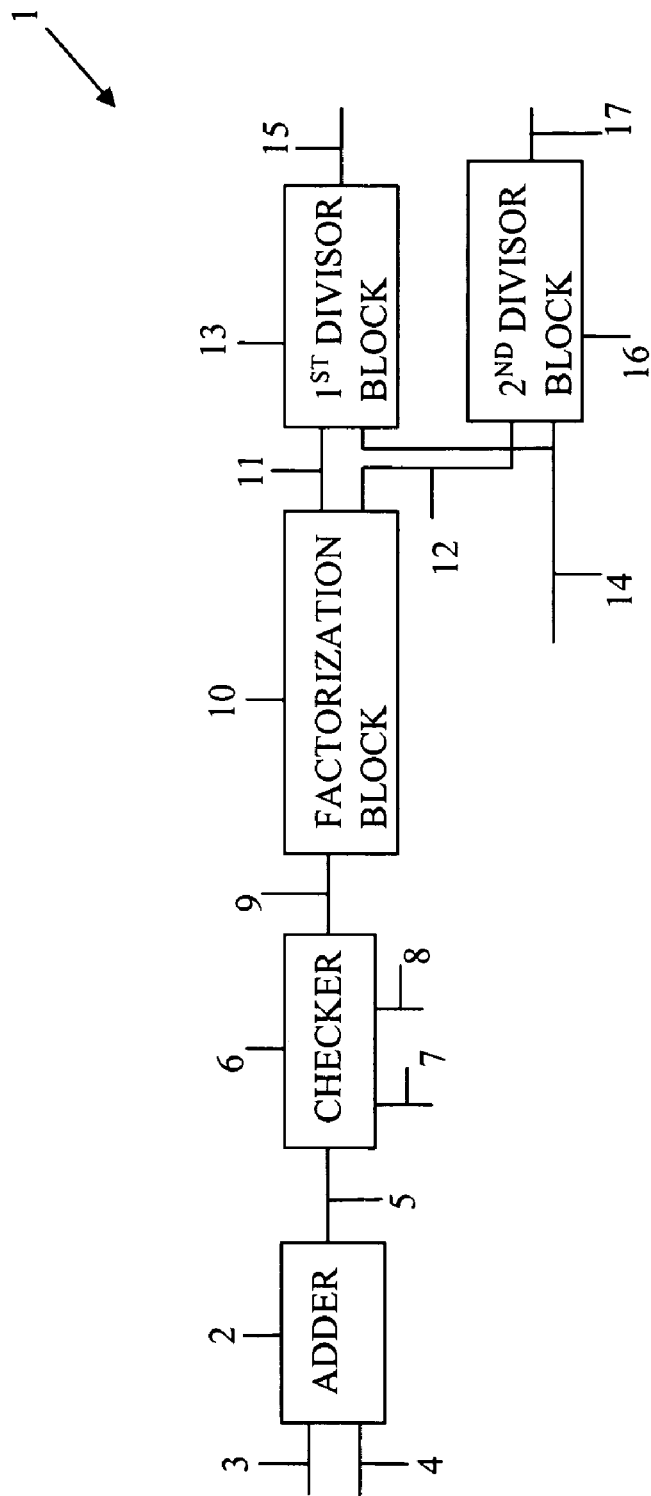 1
15
17
13
1ST DIVISOR
BLOCK
2ND DIVISOR
BLOCK
16
11
12
14
10
FACTORIZATION
BLOCK
9
6
CHECKER
8
7
5
2
ADDER
3
4